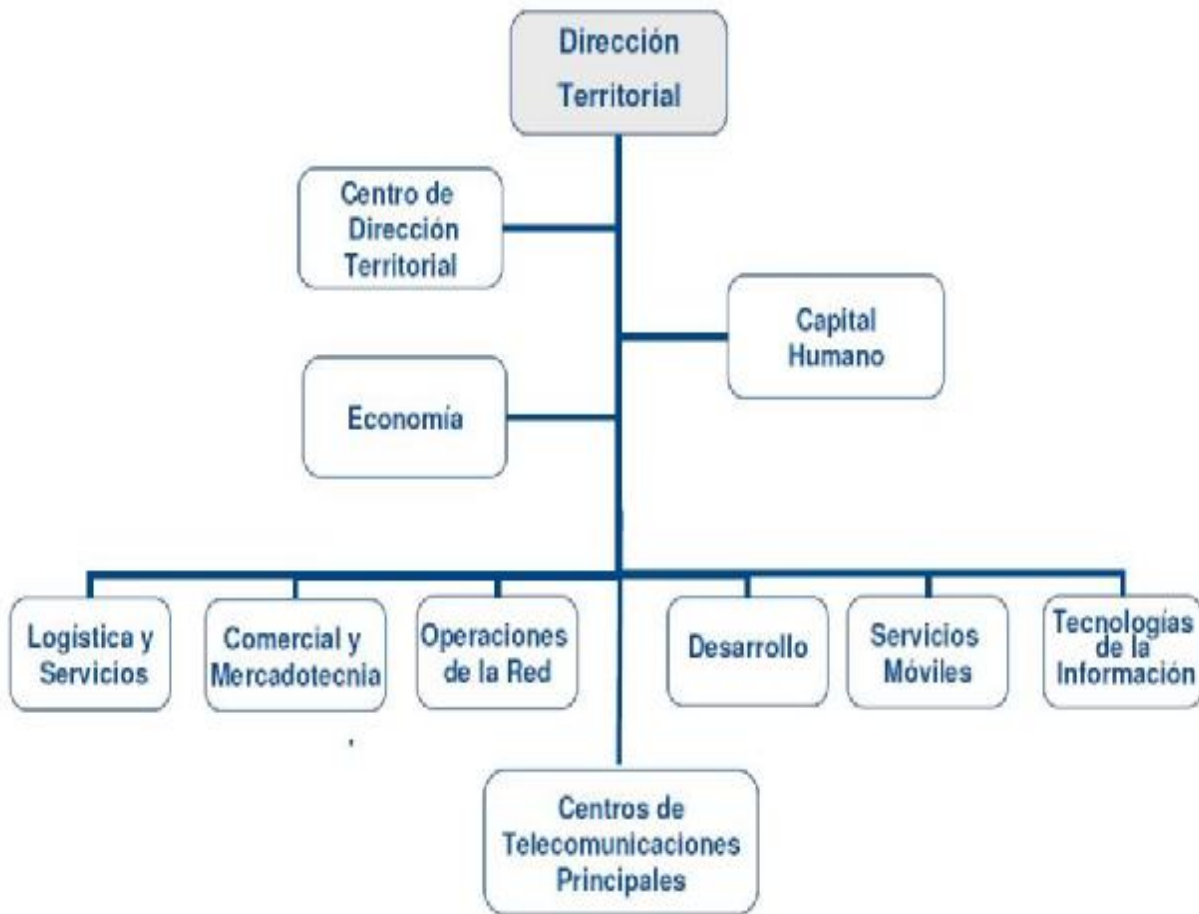 Dirección
Territorial
Centro de
Dirección
Territorial
Capital
Humano
Economía
Logística y
Servicios
Comercial y
Mercadotecnia
Operaciones
de la Red
Desarrollo
Servicios
Móviles
Tecnologías
de la
Información
Centros de
Telecomunicaciones
Principales